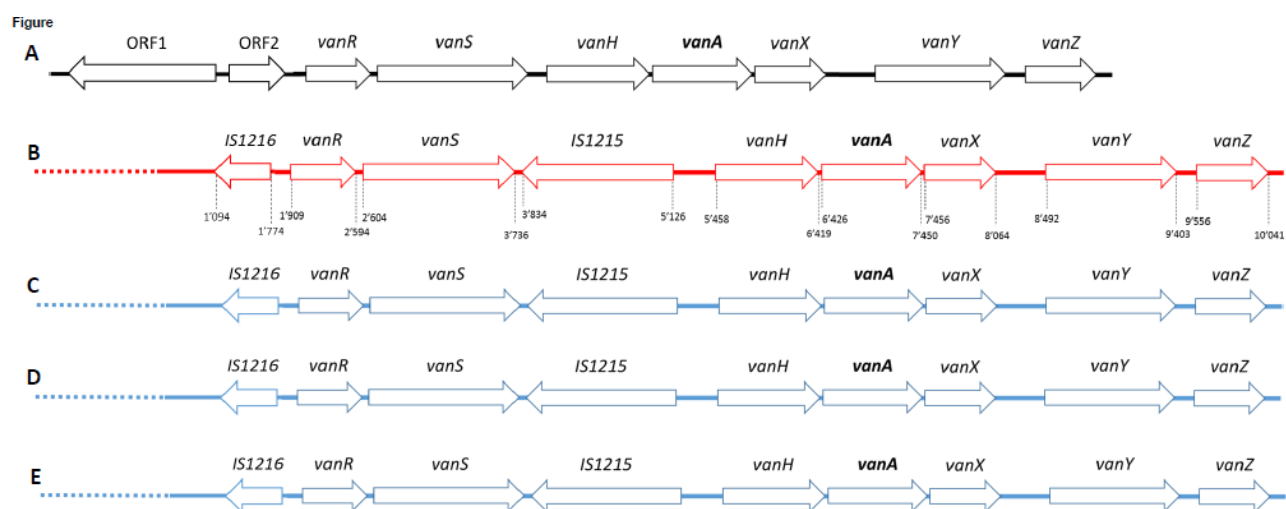 Figure
A ORF1 ORF2 vanR vanS vanH vanA vanX vanY vanZ
B IS1216 vanR vanS IS1215 vanH vanA vanX vanY vanZ
1'094 1'909 2'604 3'834 5'126 5'458 6'426 7'456 8'492 9'556
1'774 2'594 3'736 6'419 7'450 8'064 9'403 10'041
C IS1216 vanR vanS IS1215 vanH vanA vanX vanY vanZ
D IS1216 vanR vanS IS1215 vanH vanA vanX vanY vanZ
E IS1216 vanR vanS IS1215 vanH vanA vanX vanY vanZ